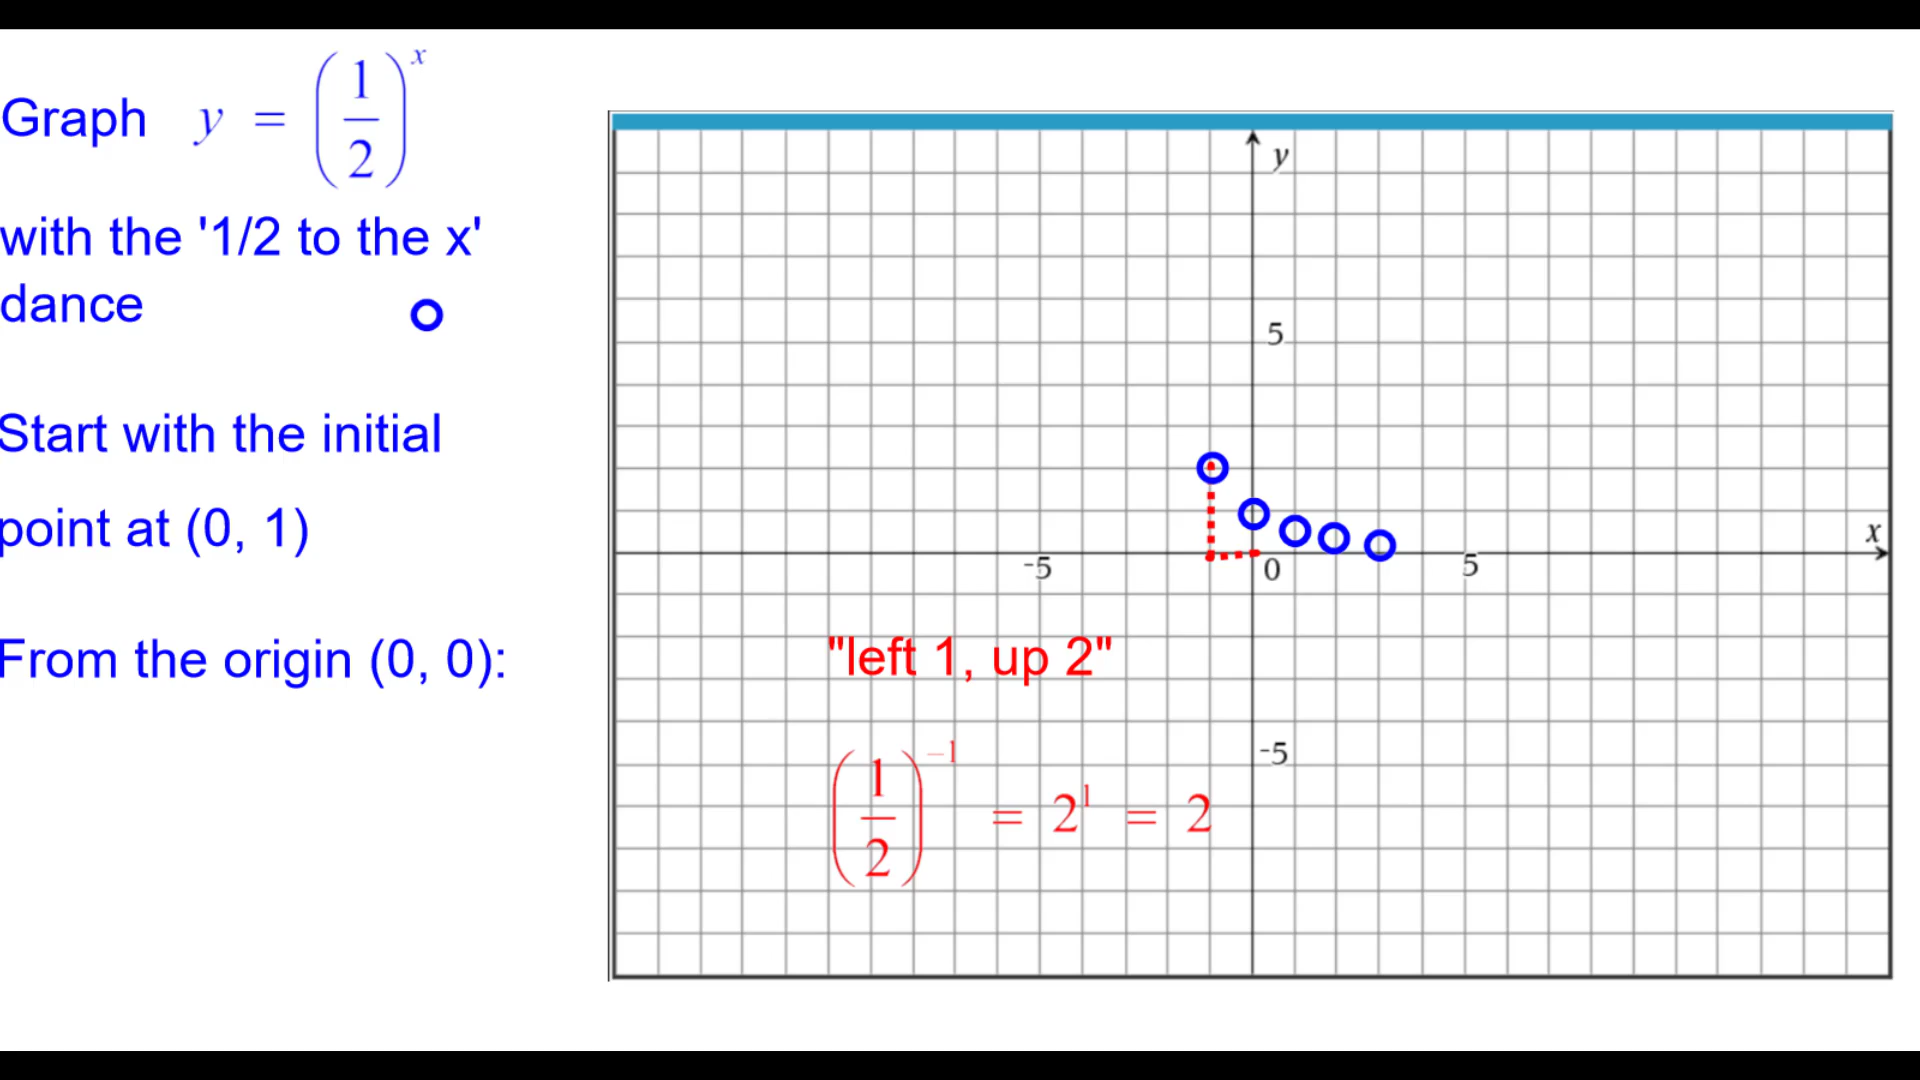 Graph y = (1/2)^x
with the '1/2 to the x'
dance
Start with the initial
point at (0, 1)
From the origin (0, 0):
y
5
x
-5
0
5
"left 1, up 2"
-5
(1/2)^-1 = 2^1 = 2